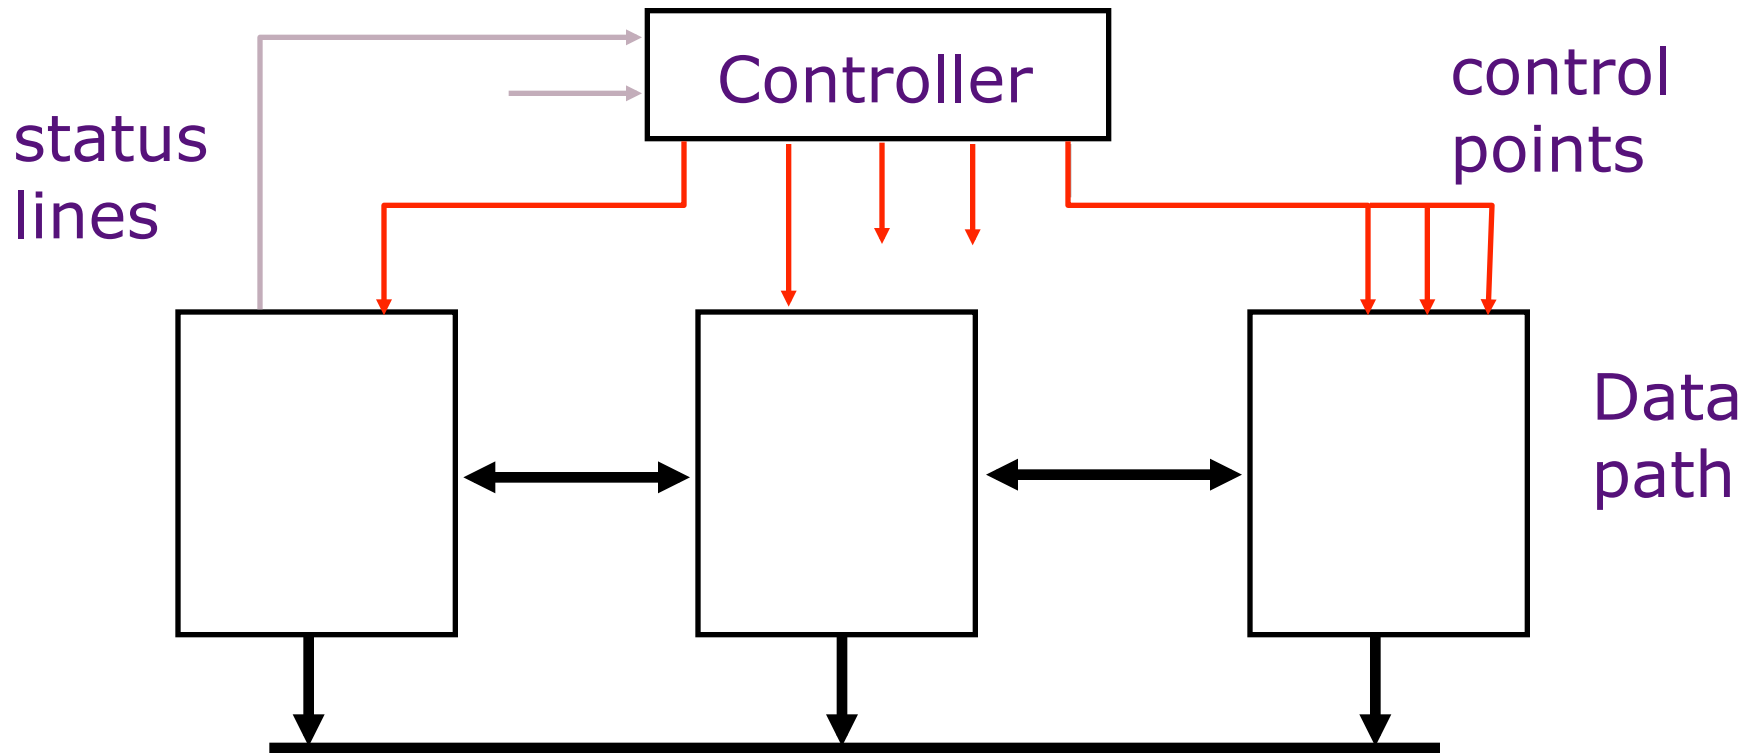 Controller
control
points
status
lines
Data
path